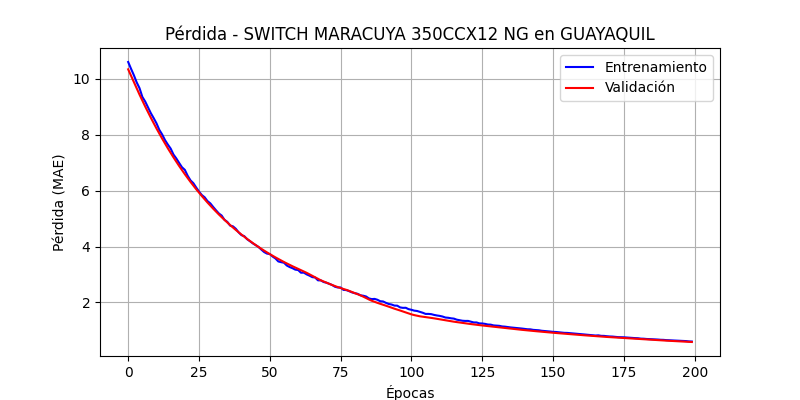 Pérdida - SWITCH MARACUYA 350CCX12 NG en GUAYAQUIL
Entrenamiento
Validación
Pérdida (MAE)
10
8
6
4
2
0
25
50
75
100
125
150
175
200
Épocas